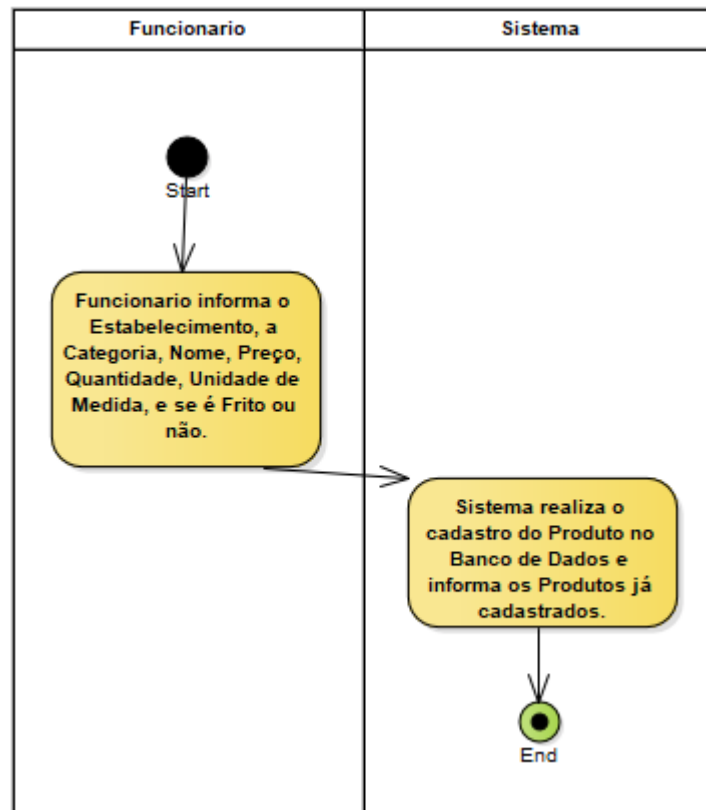 Funcionario
Sistema
Start
Funcionario informa o
Estabelecimento, a
Categoria, Nome, Preço,
Quantidade, Unidade de
Medida, e se é Frito ou
não.
Sistema realiza o
cadastro do Produto no
Banco de Dados e
informa os Produtos já
cadastrados.
End